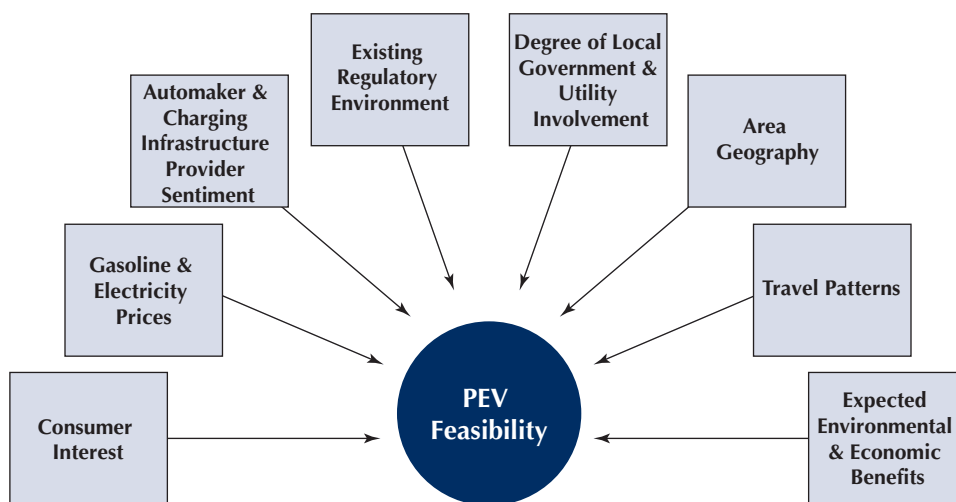 Consumer
Interest
Gasoline &
Electricity
Prices
Automaker &
Charging
Infrastructure
Provider
Sentiment
Existing
Regulatory
Environment
Degree of Local
Government &
Utility
Involvement
Area
Geography
Travel Patterns
Expected
Environmental
& Economic
Benefits
PEV
Feasibility